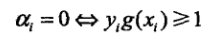 αᵢ = 0 ⇔ yᵢg(xᵢ) ⩾ 1